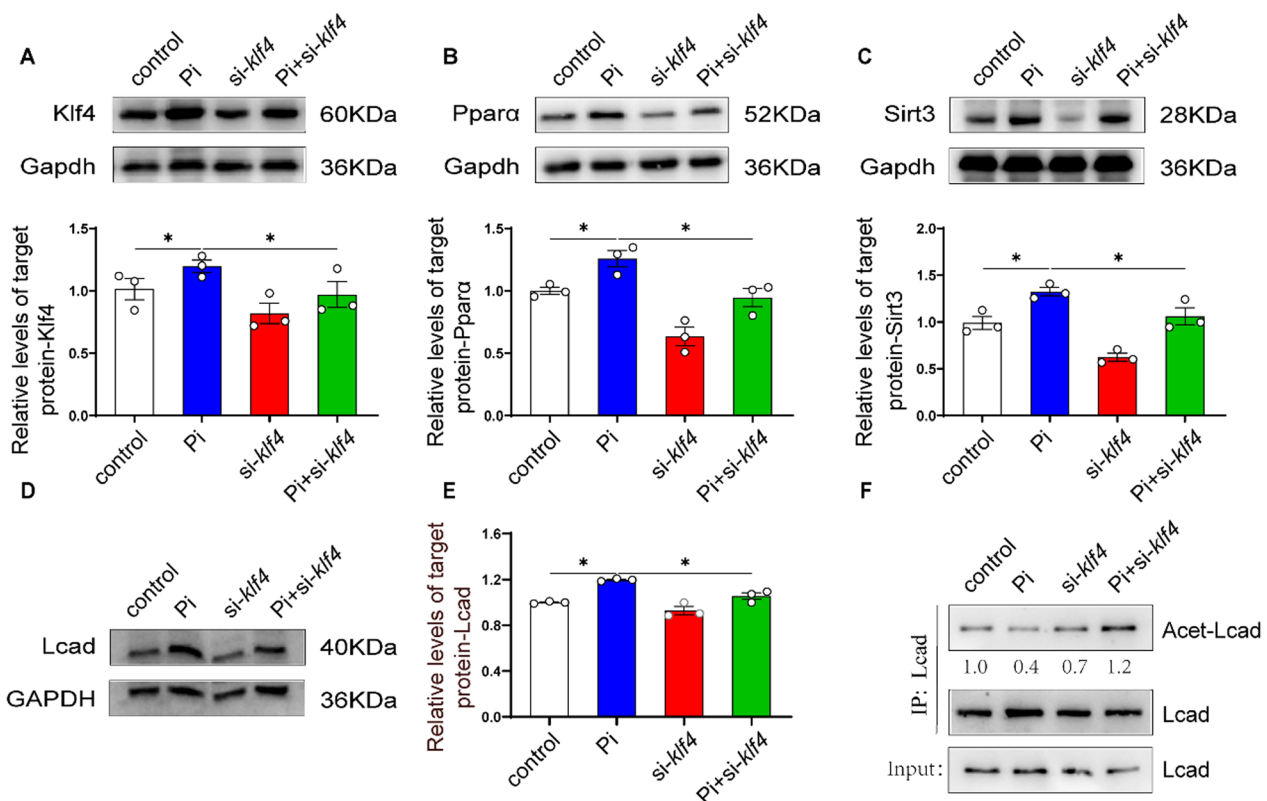 A
control
Pi
si-klf4
Pi+si-klf4
Klf4
60KDa
Gapdh
36KDa
Relative levels of target
protein-Klf4
1.5
1.0
0.5
0.0
*
*
control
Pi
si-klf4
Pi+si-klf4
B
control
Pi
si-klf4
Pi+si-klf4
Pparα
52KDa
Gapdh
36KDa
Relative levels of target
protein-Pparα
1.5
1.0
0.5
0.0
*
*
control
Pi
si-klf4
Pi+si-klf4
C
control
Pi
si-klf4
Pi+si-klf4
Sirt3
28KDa
Gapdh
36KDa
Relative levels of target
protein-Sirt3
2.0
1.5
1.0
0.5
0.0
*
*
control
Pi
si-klf4
Pi+si-klf4
D
control
Pi
si-klf4
Pi+si-klf4
Lcad
40KDa
GAPDH
36KDa
E
Relative levels of target
protein-Lcad
1.6
1.2
0.8
0.4
0.0
*
*
control
Pi
si-klf4
Pi+si-klf4
F
control
Pi
si-klf4
Pi+si-klf4
IP: Lcad
Acet-Lcad
1.0 0.4 0.7 1.2
Lcad
Input: Lcad